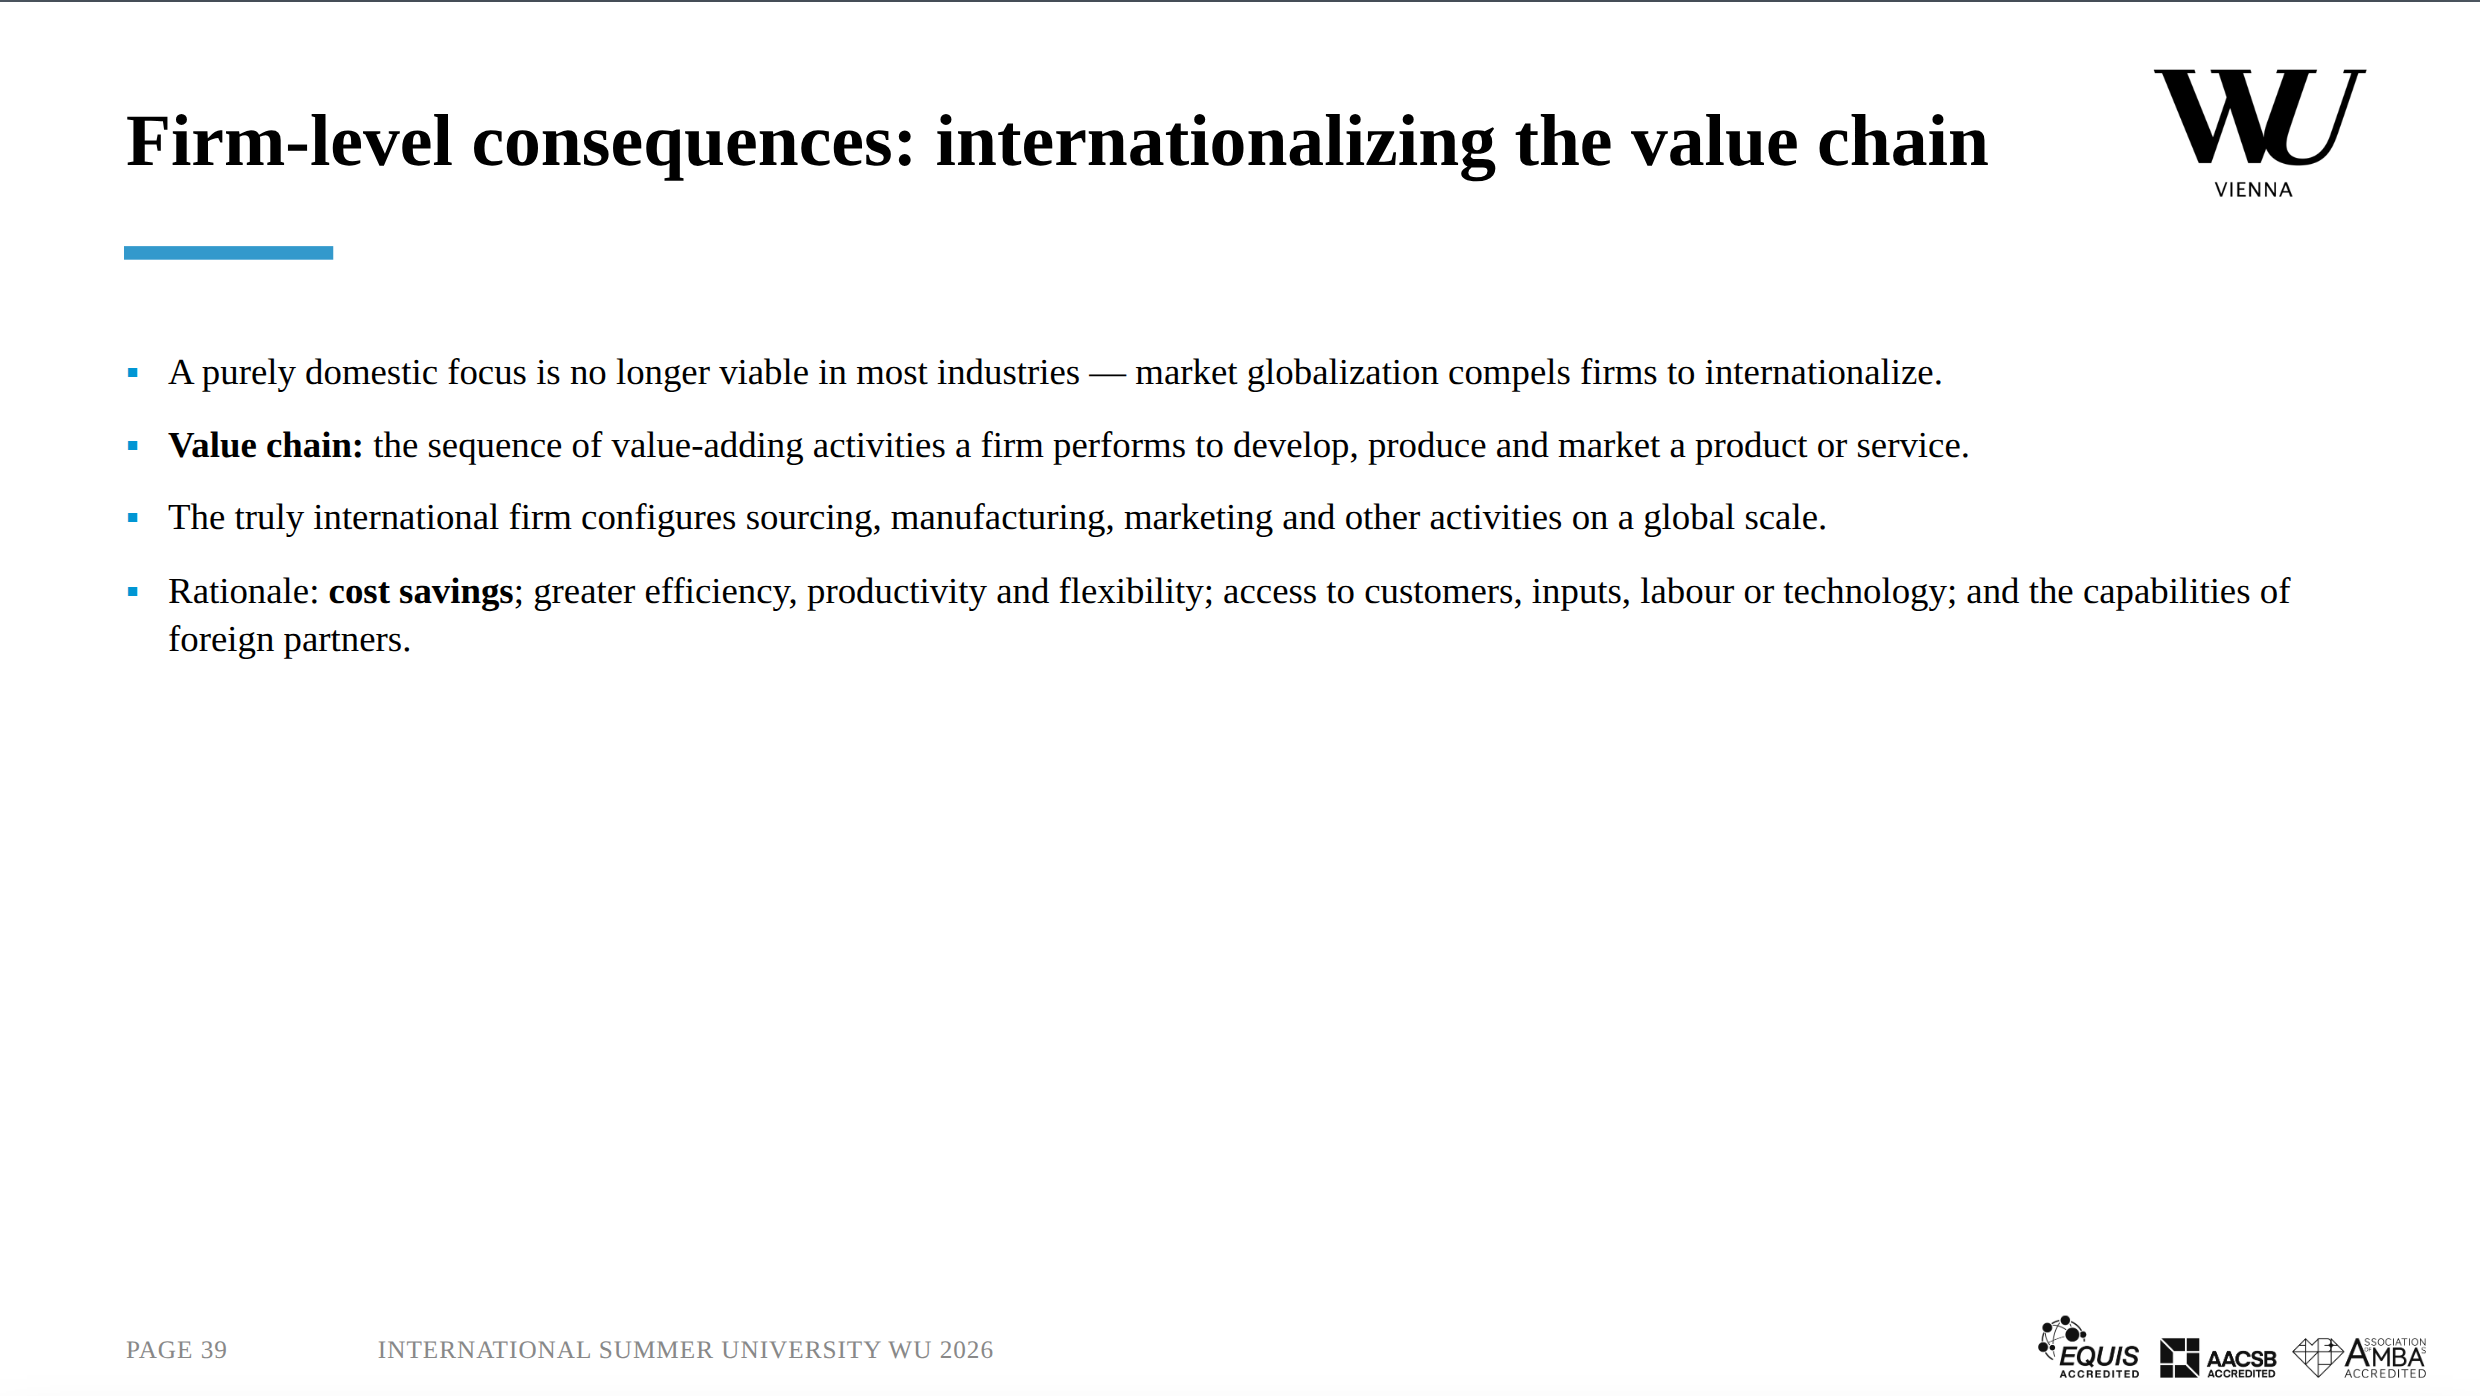 Firm-level consequences: internationalizing the value chain
WU
VIENNA
▪ A purely domestic focus is no longer viable in most industries — market globalization compels firms to internationalize.
▪ Value chain: the sequence of value-adding activities a firm performs to develop, produce and market a product or service.
▪ The truly international firm configures sourcing, manufacturing, marketing and other activities on a global scale.
▪ Rationale: cost savings; greater efficiency, productivity and flexibility; access to customers, inputs, labour or technology; and the capabilities of
foreign partners.
PAGE 39 INTERNATIONAL SUMMER UNIVERSITY WU 2026
EQUIS
ACCREDITED
AACSB
ACCREDITED
ASSOCIATION
OF
AMBAS
ACCREDITED